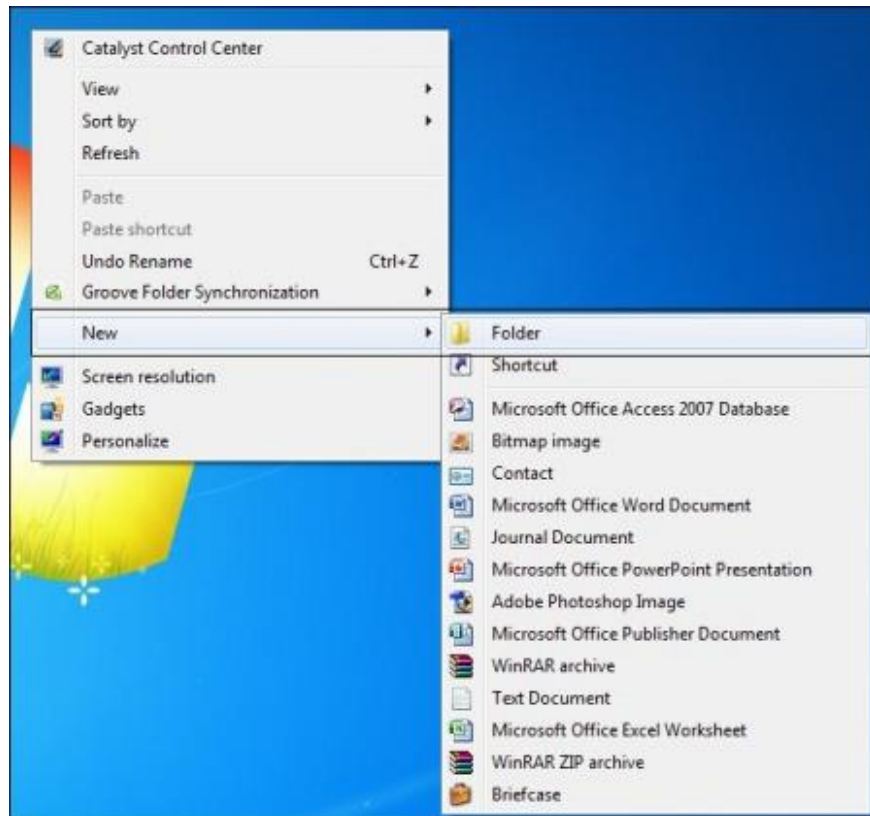 Catalyst Control Center
View
Sort by
Refresh
Paste
Paste shortcut
Undo Rename Ctrl+Z
Groove Folder Synchronization
New
Screen resolution
Gadgets
Personalize
Folder
Shortcut
Microsoft Office Access 2007 Database
Bitmap image
Contact
Microsoft Office Word Document
Journal Document
Microsoft Office PowerPoint Presentation
Adobe Photoshop Image
Microsoft Office Publisher Document
WinRAR archive
Text Document
Microsoft Office Excel Worksheet
WinRAR ZIP archive
Briefcase